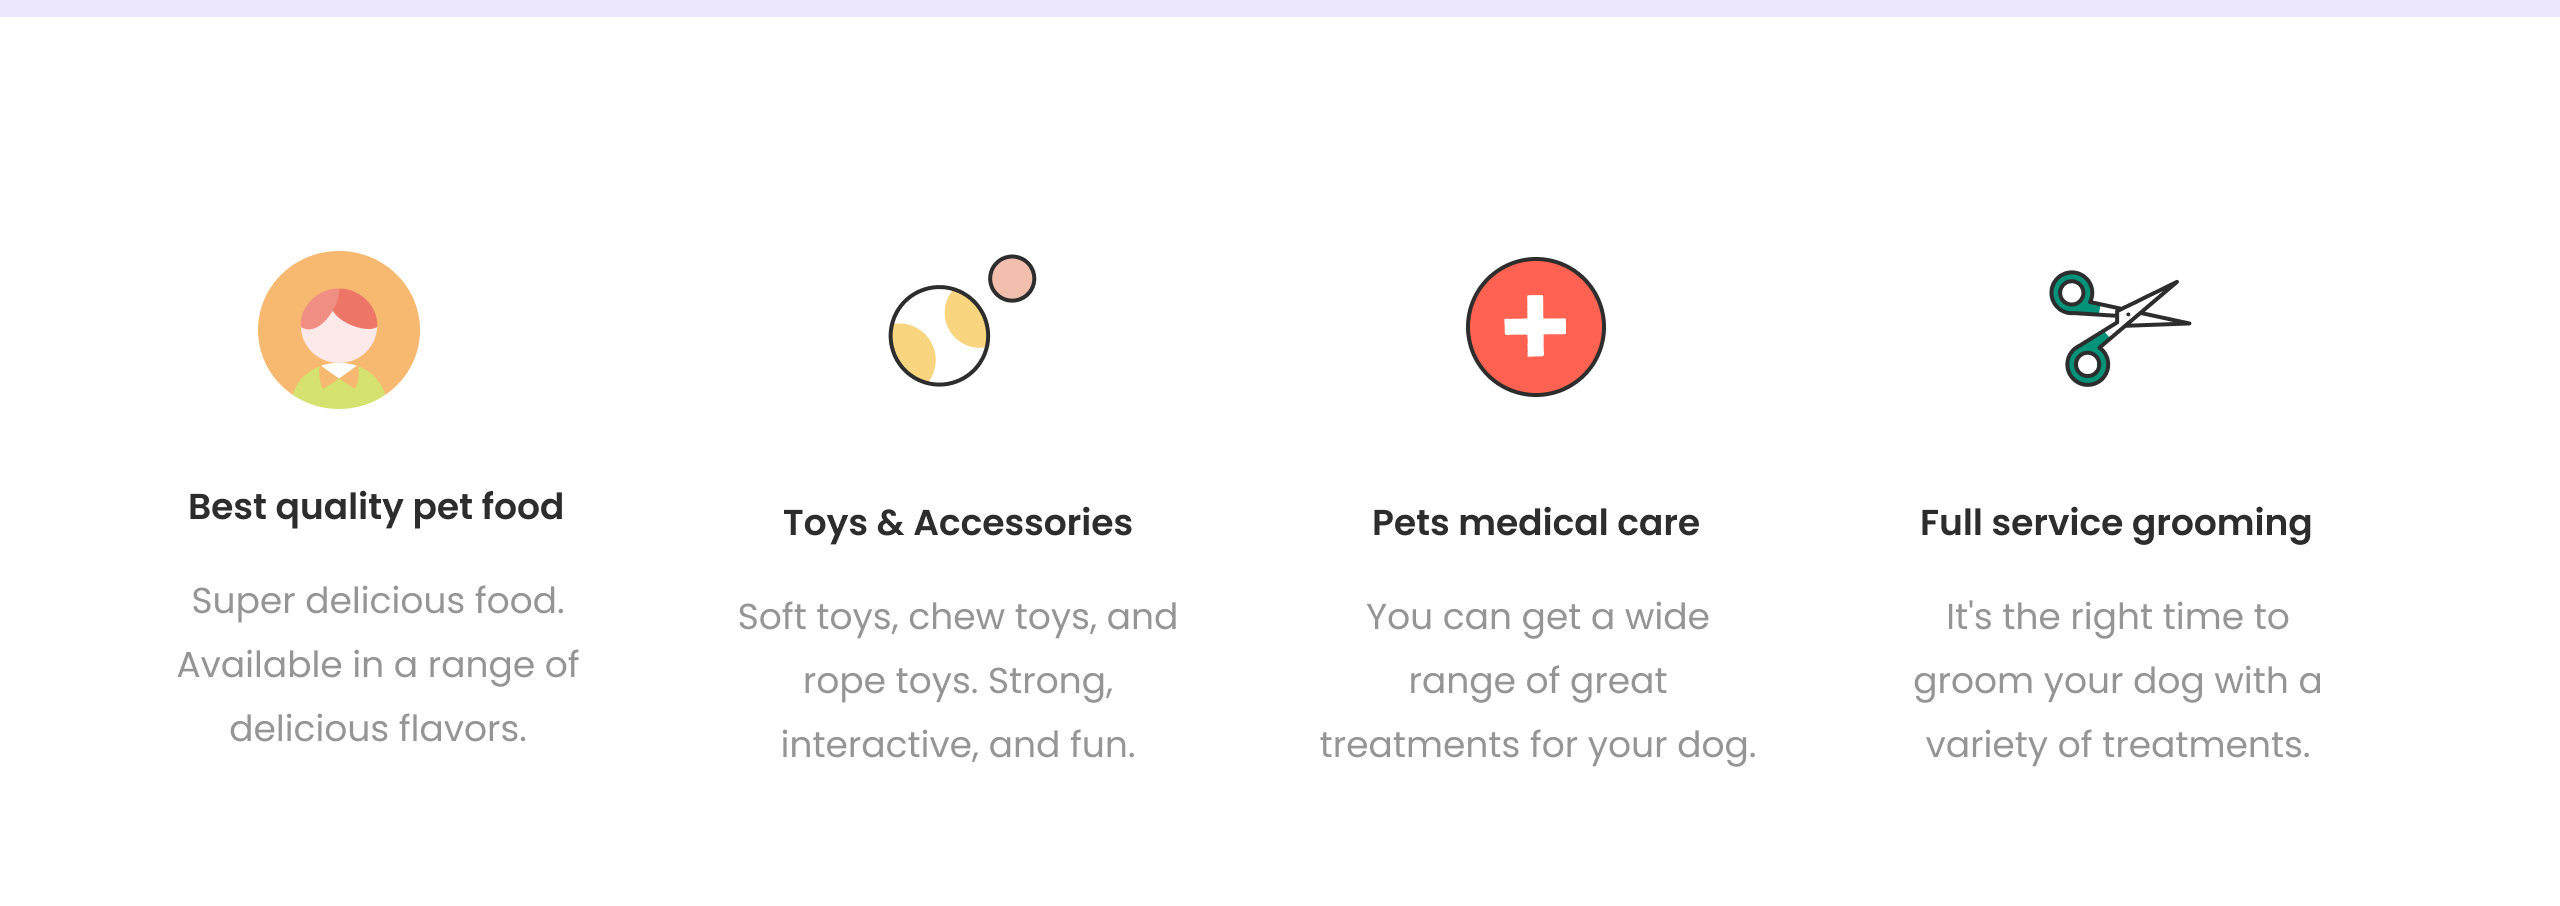 Best quality pet food
Super delicious food.
Available in a range of
delicious flavors.
Toys & Accessories
Soft toys, chew toys, and
rope toys. Strong,
interactive, and fun.
Pets medical care
You can get a wide
range of great
treatments for your dog.
Full service grooming
It's the right time to
groom your dog with a
variety of treatments.